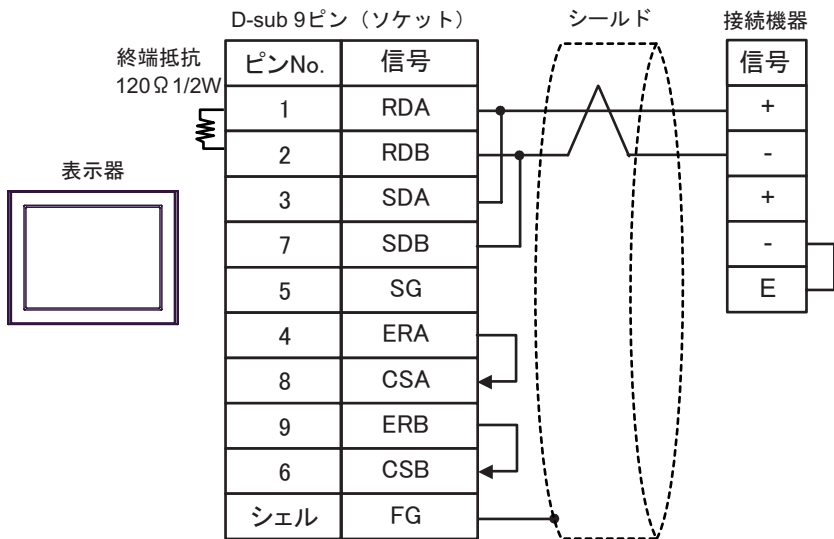 D-sub 9ピン（ソケット）
シールド
接続機器
終端抵抗
120Ω 1/2W
表示器
ピンNo. 信号
1 RDA
2 RDB
3 SDA
7 SDB
5 SG
4 ERA
8 CSA
9 ERB
6 CSB
シェル FG
信号
+
-
+
-
E